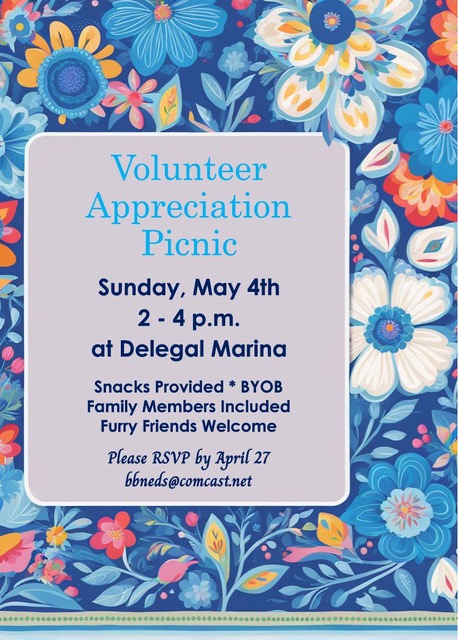 Volunteer
Appreciation
Picnic
Sunday, May 4th
2 - 4 p.m.
at Delegal Marina
Snacks Provided * BYOB
Family Members Included
Furry Friends Welcome
Please RSVP by April 27
bbneds@comcast.net